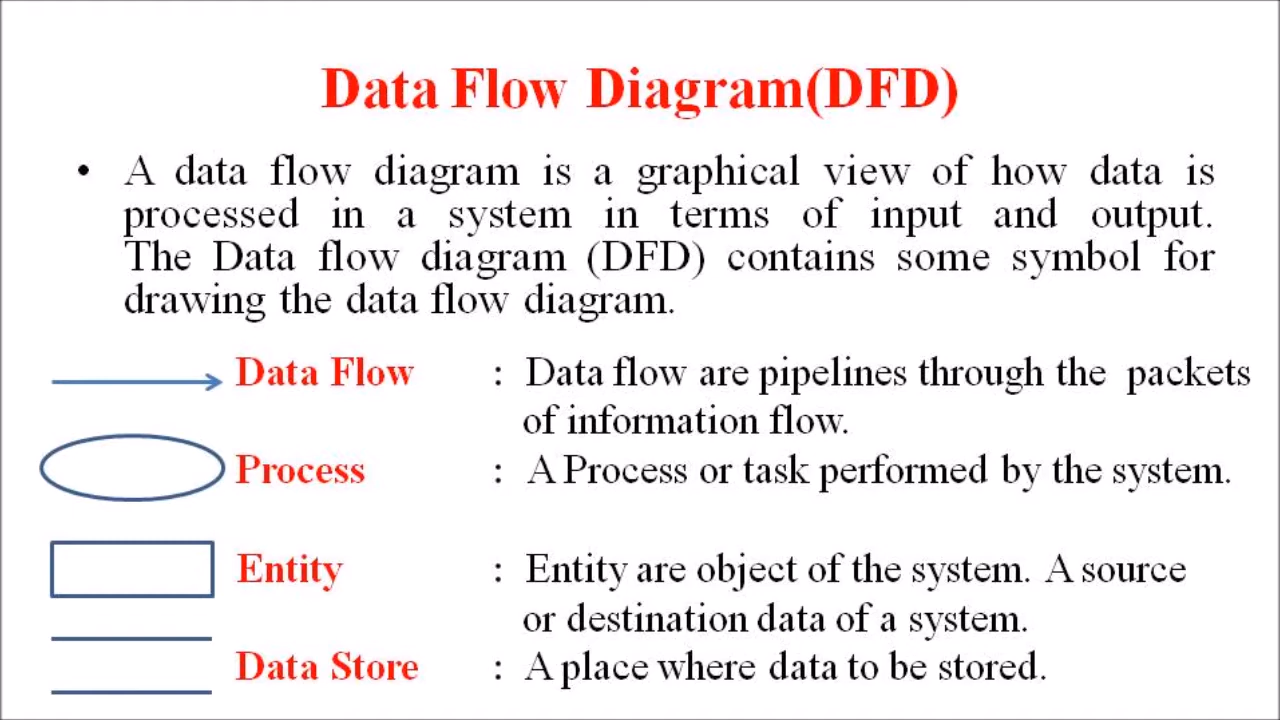 Data Flow Diagram(DFD)
• A data flow diagram is a graphical view of how data is
processed in a system in terms of input and output.
The Data flow diagram (DFD) contains some symbol for
drawing the data flow diagram.
Data Flow : Data flow are pipelines through the packets
of information flow.
Process : A Process or task performed by the system.
Entity : Entity are object of the system. A source
or destination data of a system.
Data Store : A place where data to be stored.